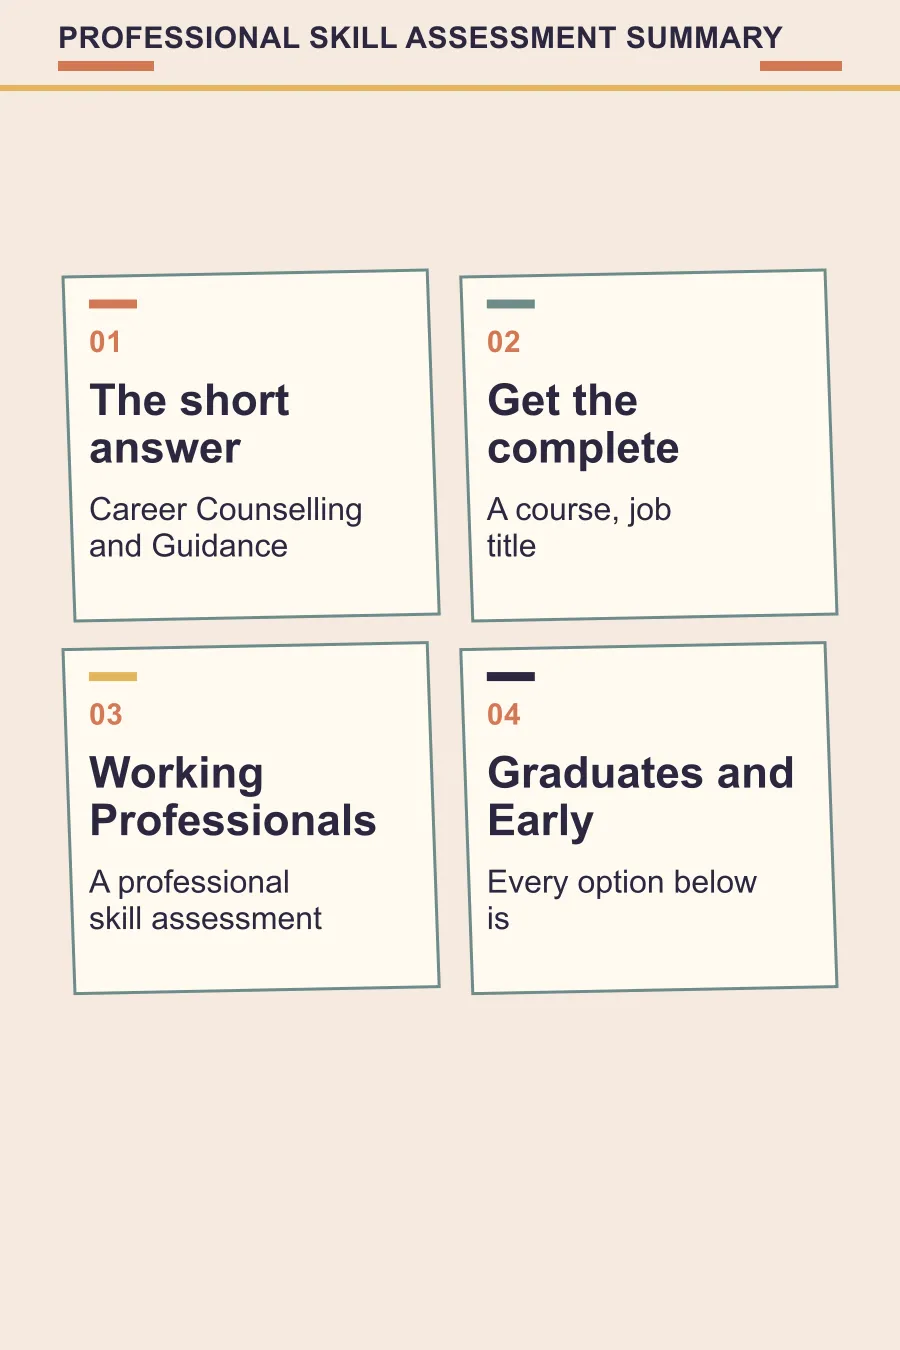 PROFESSIONAL SKILL ASSESSMENT SUMMARY
01
The short
answer
Career Counselling
and Guidance
02
Get the
complete
A course, job
title
03
Working
Professionals
A professional
skill assessment
04
Graduates and
Early
Every option below
is